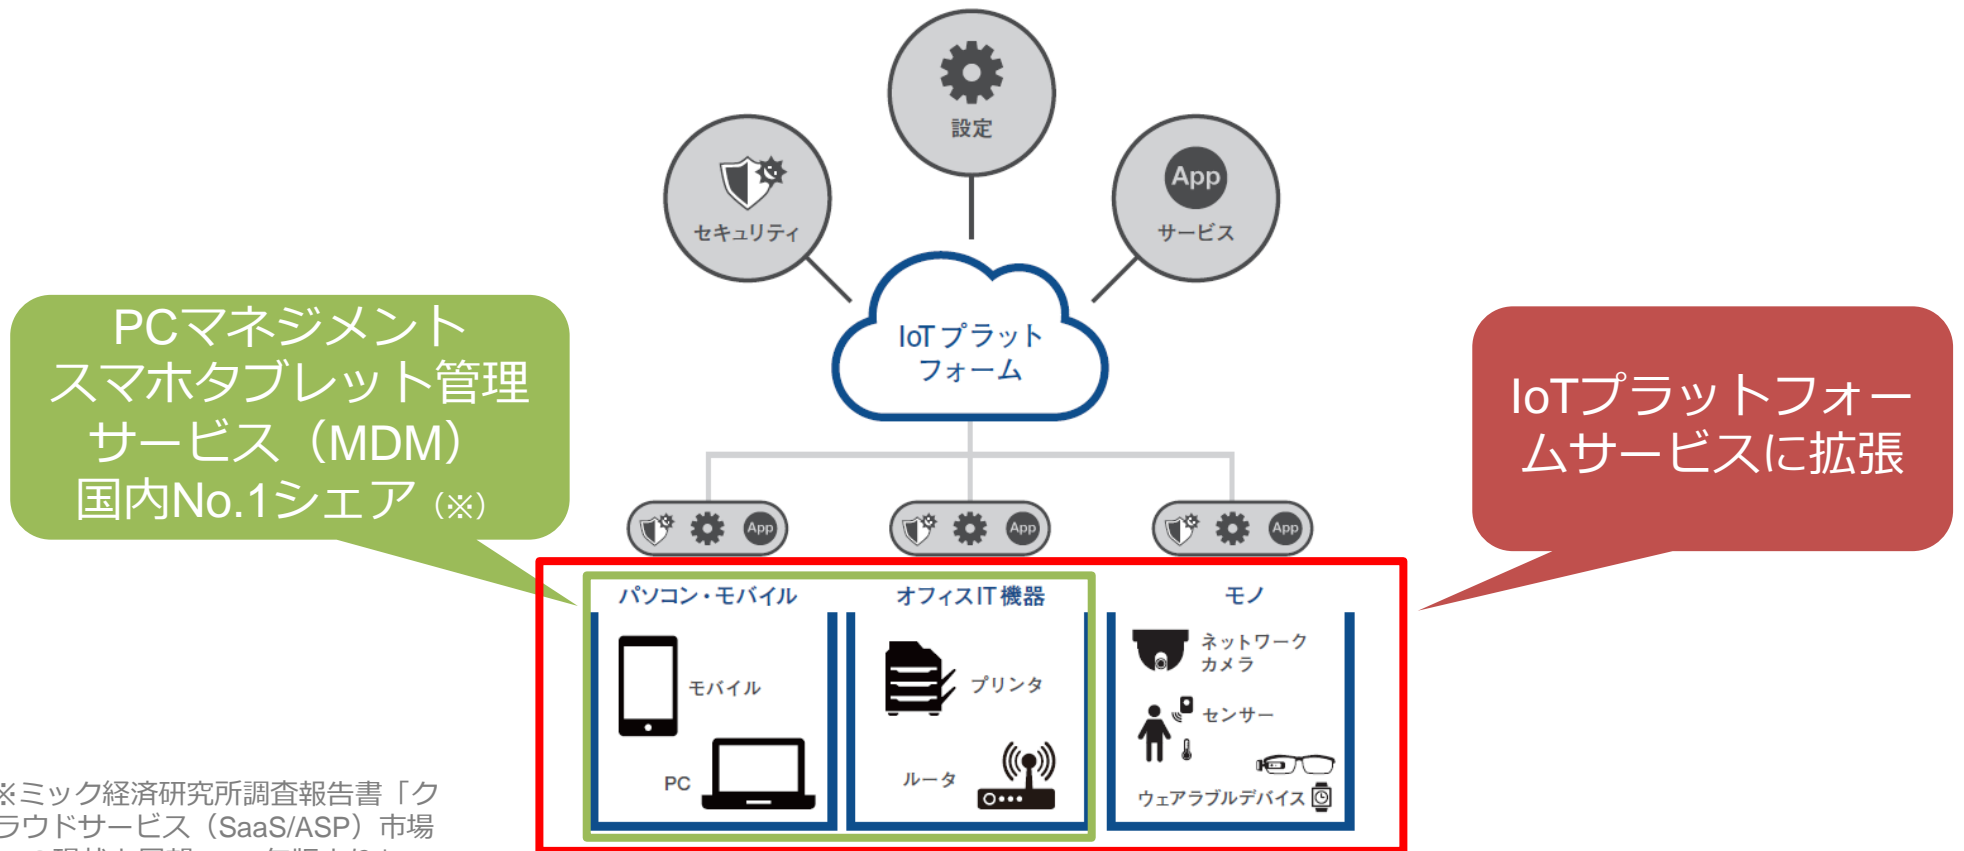 設定
セキュリティ
App
サービス
IoTプラット
フォーム
PCマネジメント
スマホタブレット管理
サービス（MDM）
国内No.1シェア（※）
IoTプラットフォー
ムサービスに拡張
App
App
App
パソコン・モバイル
モバイル
PC
オフィスIT機器
プリンタ
ルータ
モノ
ネットワーク
カメラ
センサー
ウェアラブルデバイス
※ミック経済研究所調査報告書「ク
ラウドサービス（SaaS/ASP）市場